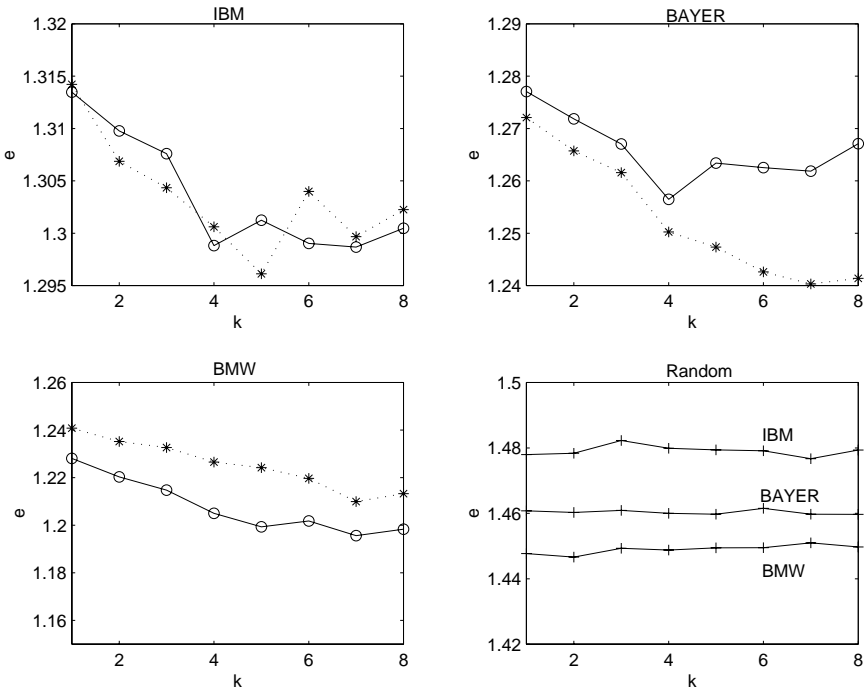 IBM
1.32
1.315
1.31
1.305
1.3
1.295
e
2 4 6 8
k
BAYER
1.29
1.28
1.27
1.26
1.25
1.24
e
2 4 6 8
k
BMW
1.26
1.24
1.22
1.2
1.18
1.16
e
2 4 6 8
k
Random
1.5
1.48
1.46
1.44
1.42
e
IBM
BAYER
BMW
2 4 6 8
k